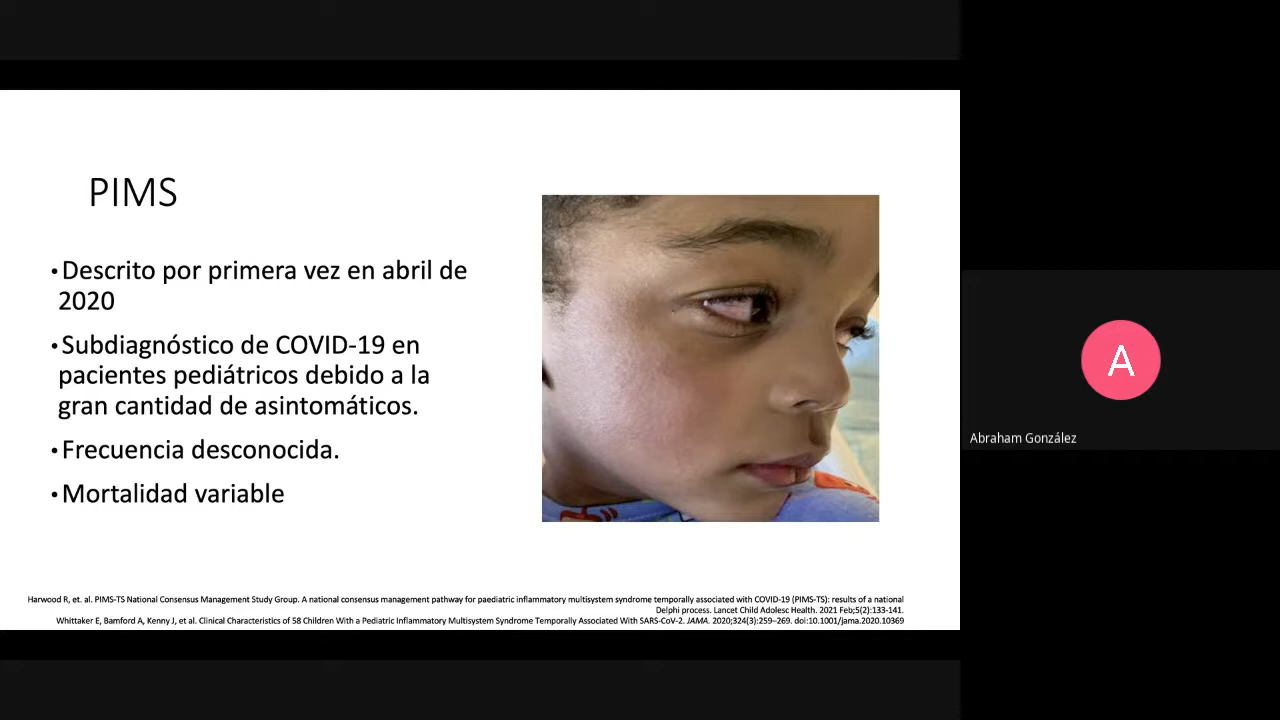 PIMS
•Descrito por primera vez en abril de
2020
•Subdiagnóstico de COVID-19 en
pacientes pediátricos debido a la
gran cantidad de asintomáticos.
•Frecuencia desconocida.
•Mortalidad variable
Harwood R, et. al. PIMS-TS National Consensus Management Study Group. A national consensus management pathway for paediatric inflammatory multisystem syndrome temporally associated with COVID-19 (PIMS-TS): results of a national
Delphi process. Lancet Child Adolesc Health. 2021 Feb;5(2):133-141.
Whittaker E, Bamford A, Kenny J, et al. Clinical Characteristics of 58 Children With a Pediatric Inflammatory Multisystem Syndrome Temporally Associated With SARS-CoV-2. JAMA. 2020;324(3):259–269. doi:10.1001/jama.2020.10369
A
Abraham González